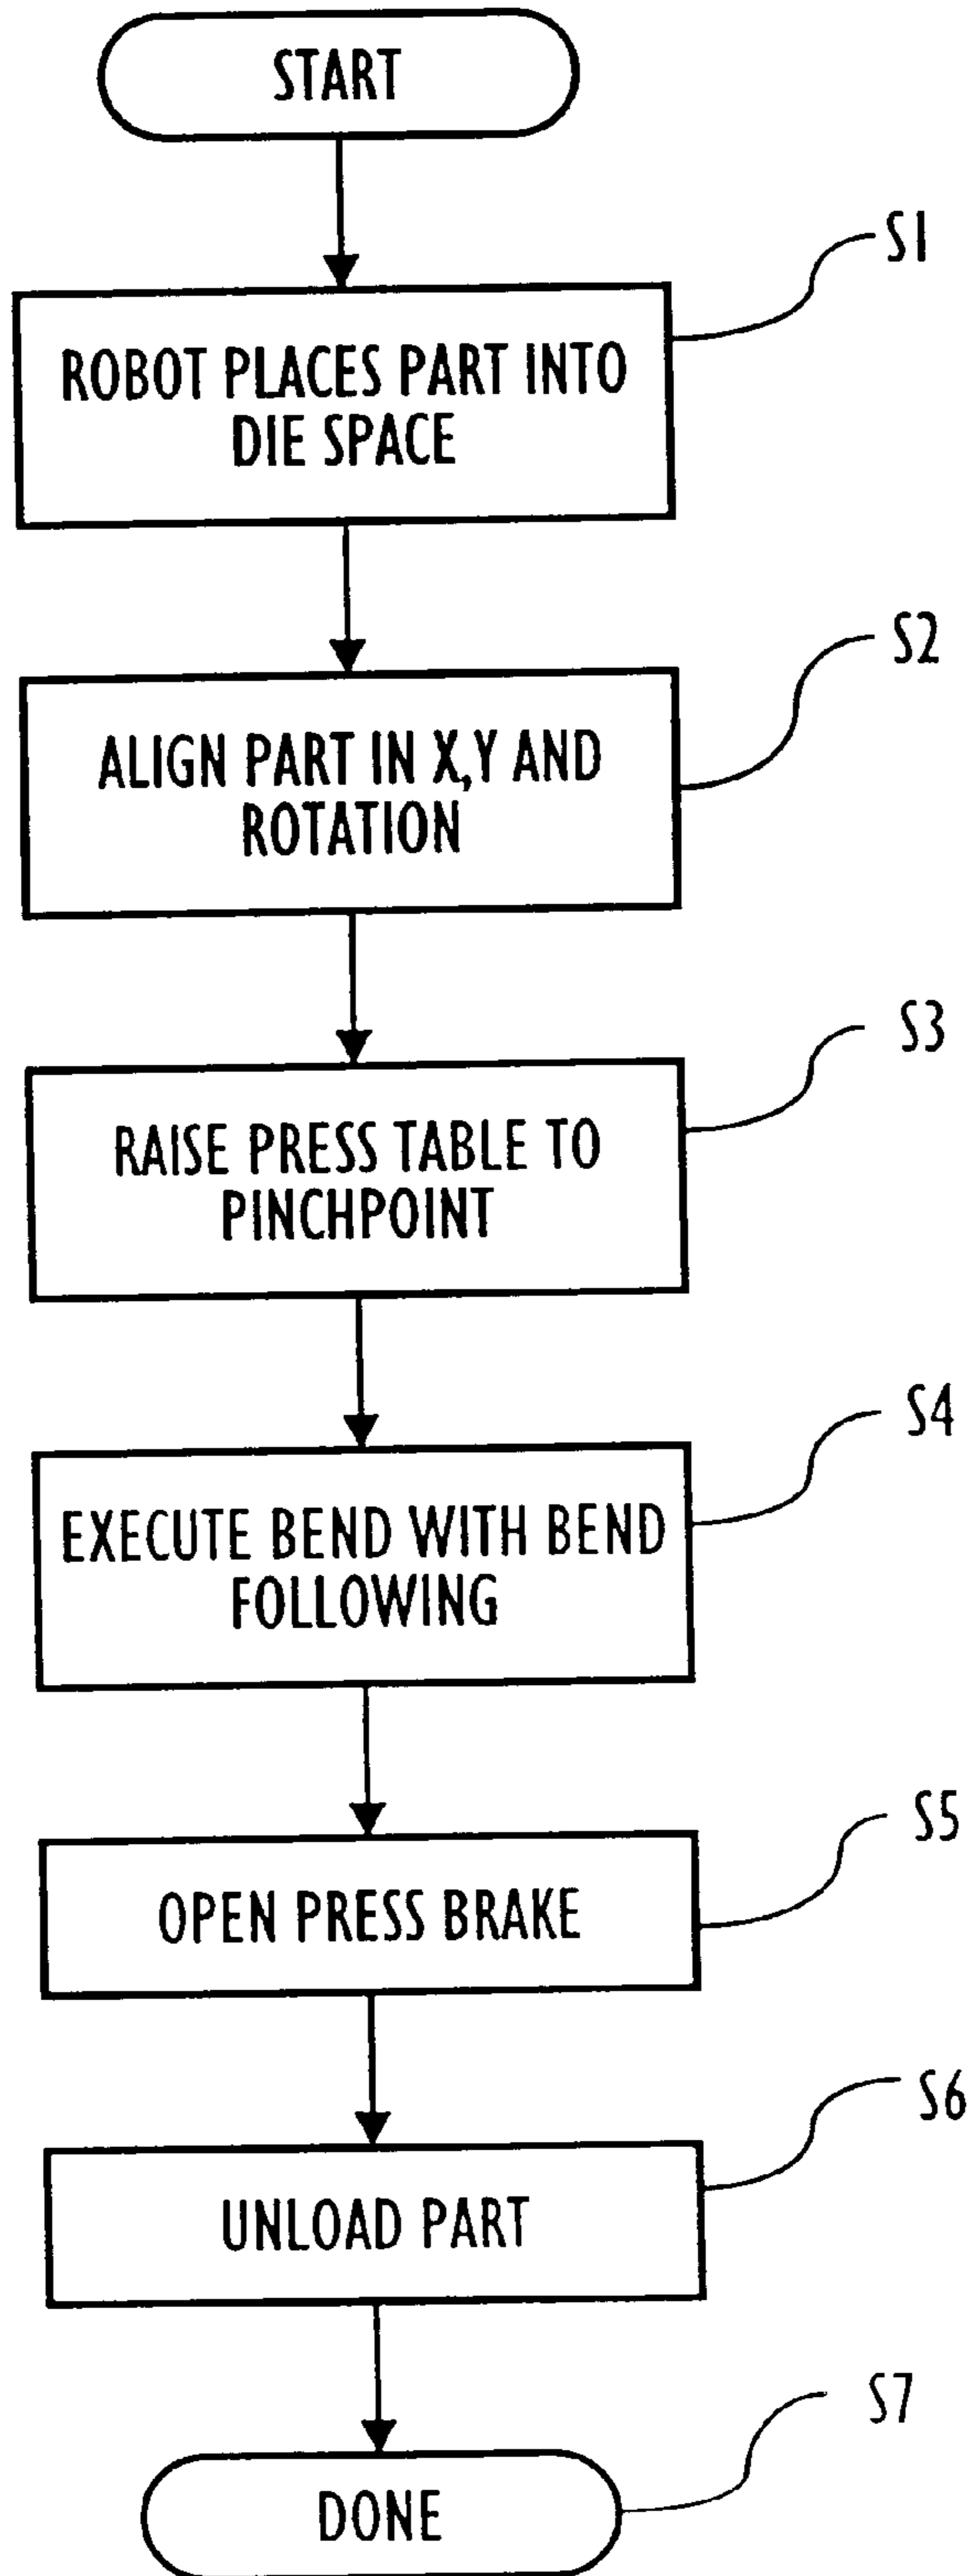 START
S1
ROBOT PLACES PART INTO
DIE SPACE
S2
ALIGN PART IN X,Y AND
ROTATION
S3
RAISE PRESS TABLE TO
PINCHPOINT
S4
EXECUTE BEND WITH BEND
FOLLOWING
S5
OPEN PRESS BRAKE
S6
UNLOAD PART
S7
DONE